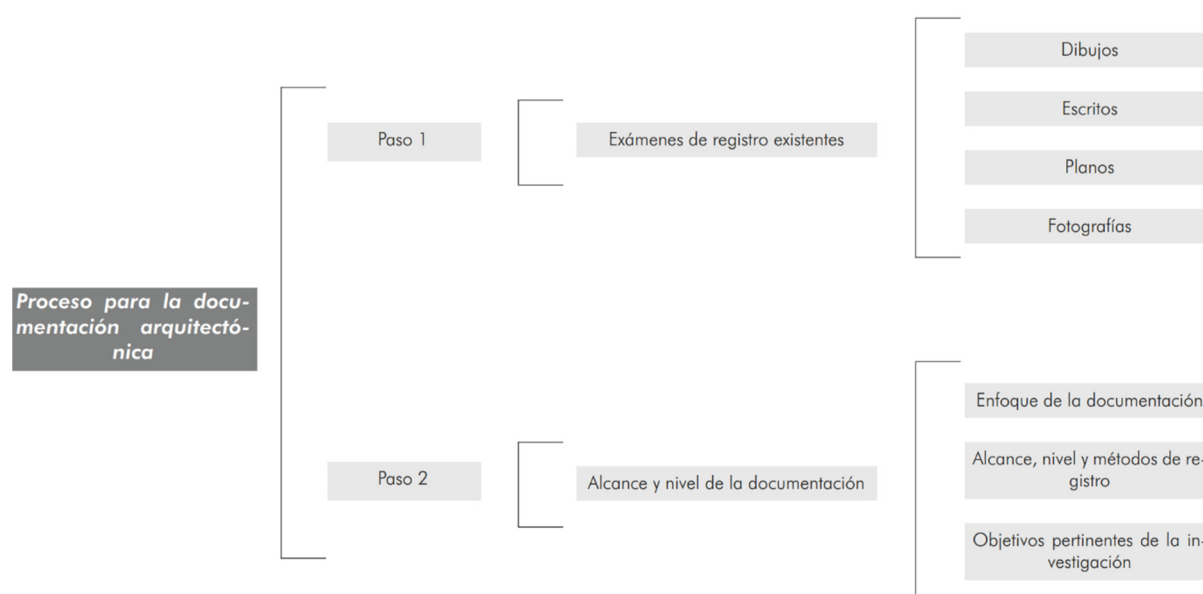 Proceso para la docu-
mentación arquitectó-
nica
Paso 1
Exámenes de registro existentes
Dibujos
Escritos
Planos
Fotografías
Paso 2
Alcance y nivel de la documentación
Enfoque de la documentación
Alcance, nivel y métodos de re-
gistro
Objetivos pertinentes de la in-
vestigación